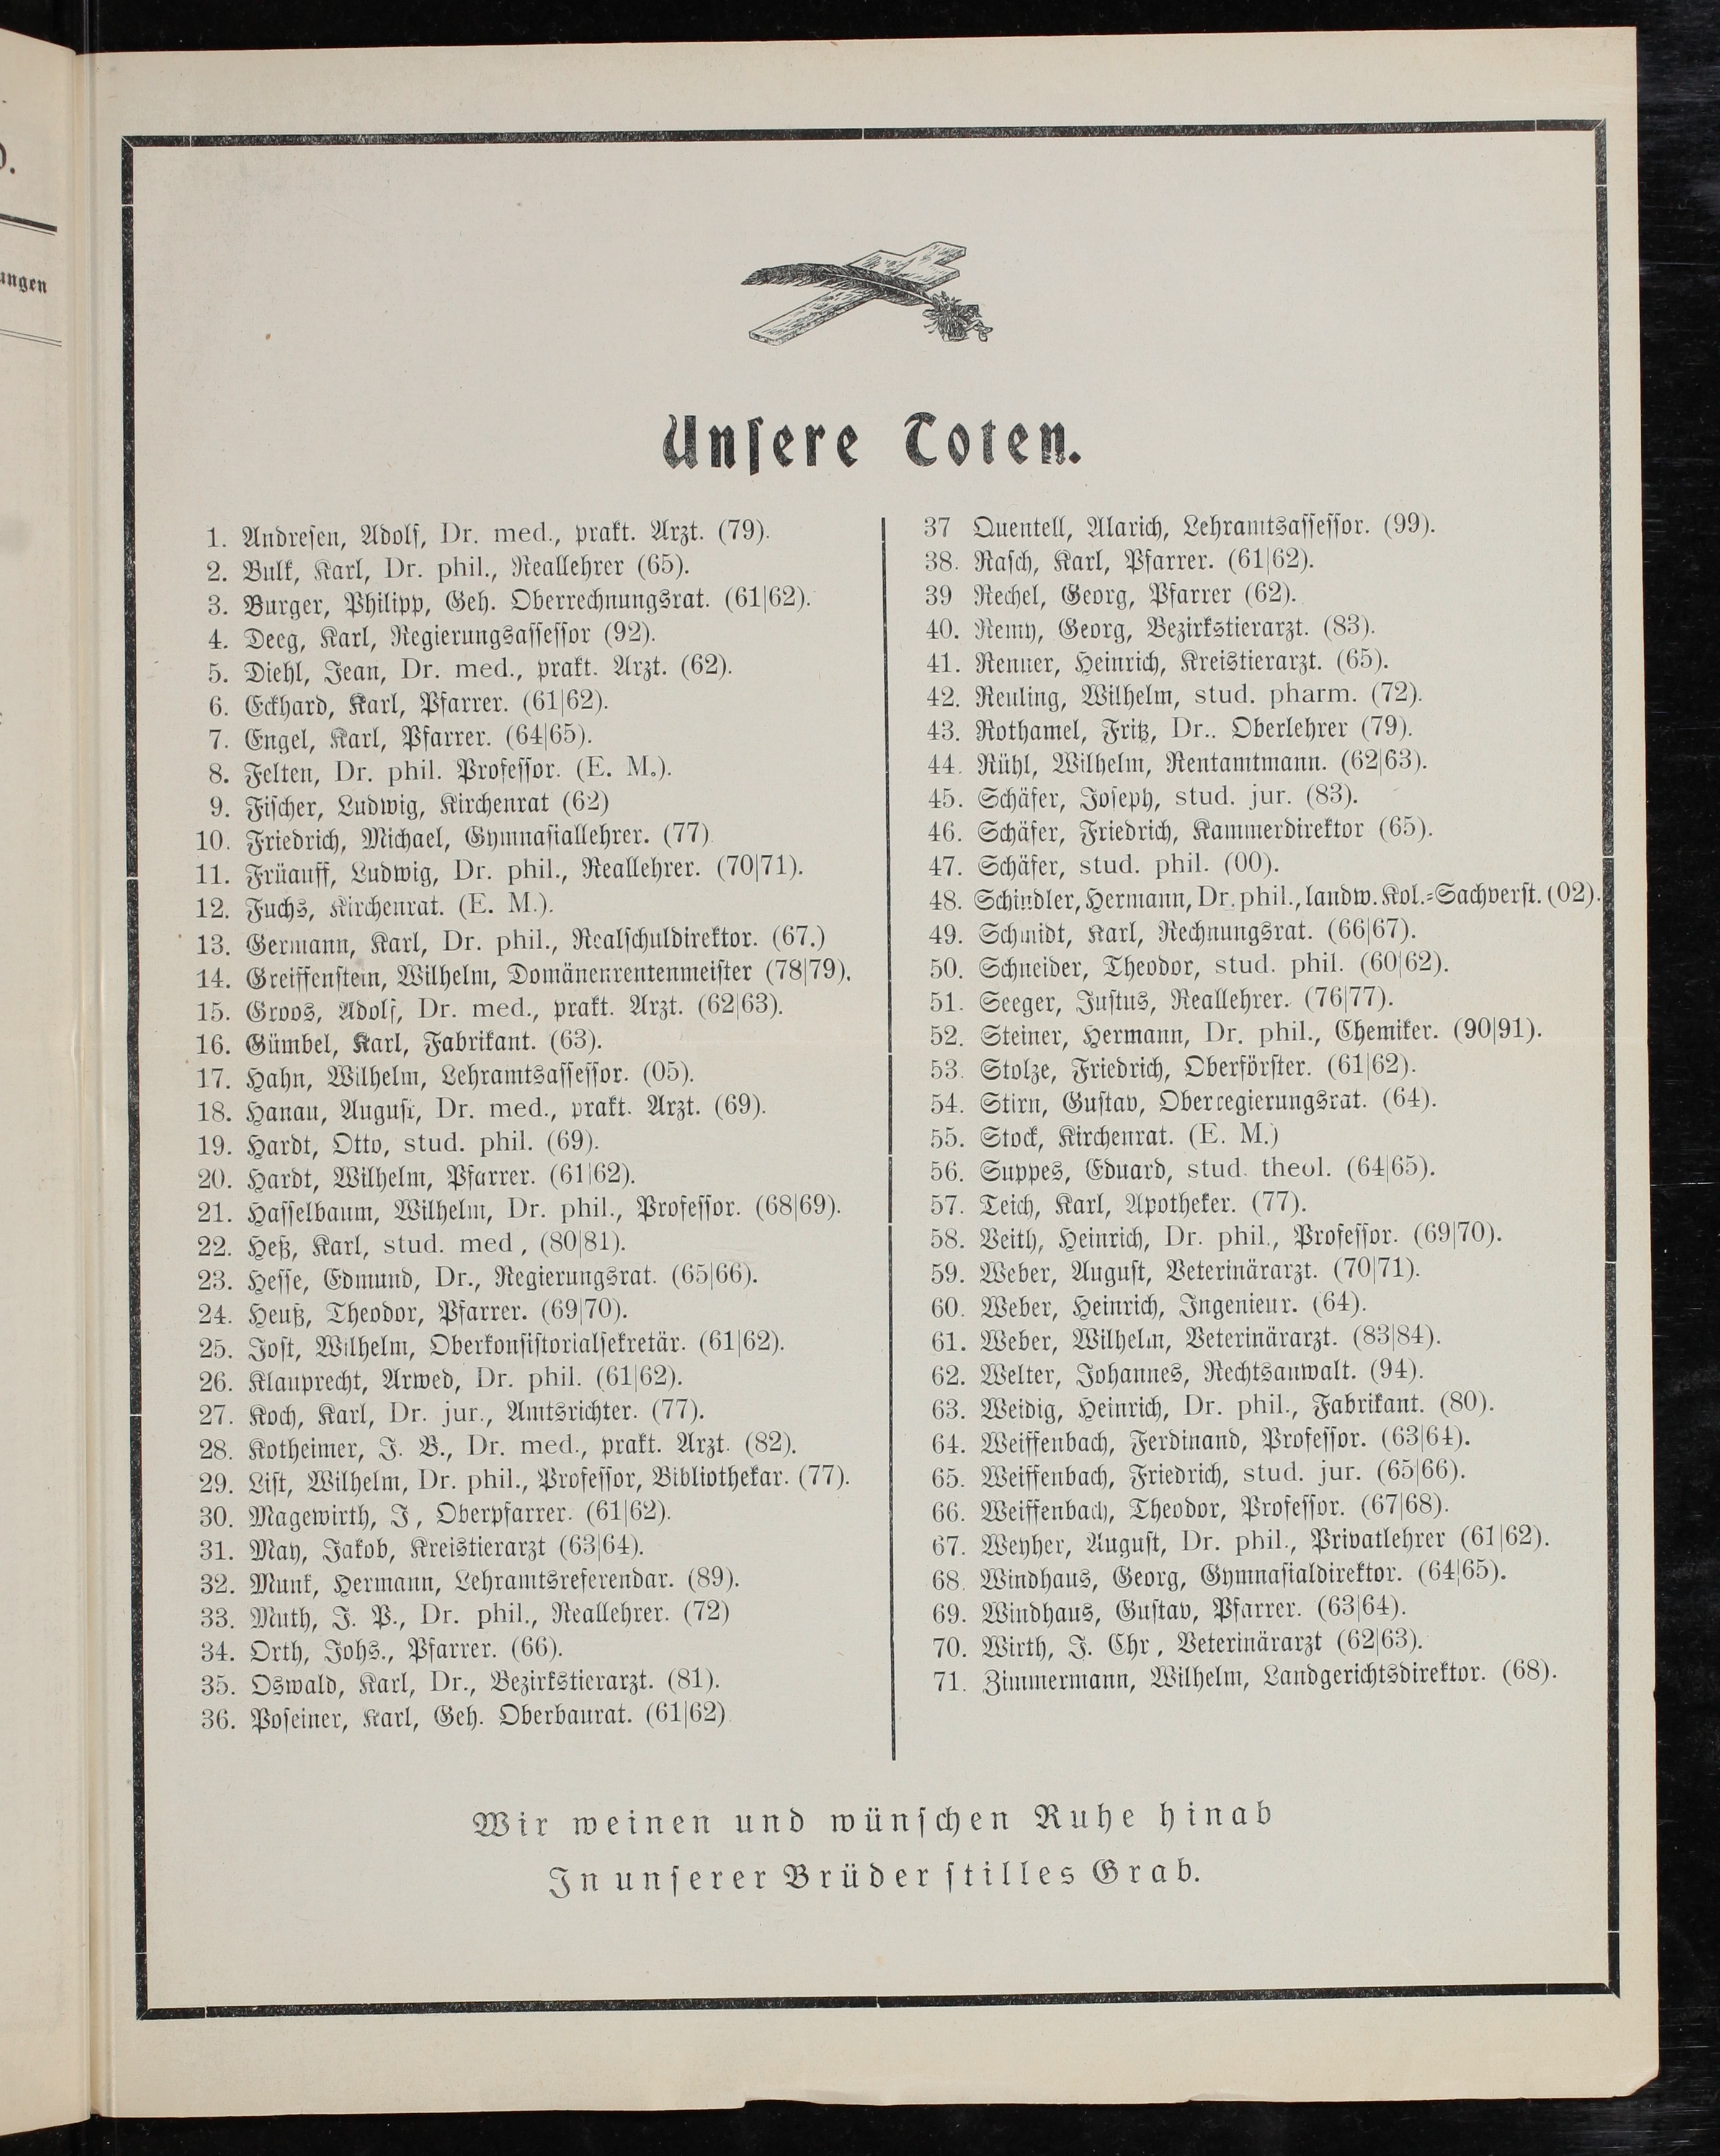 Unsere Toten.
1. Andresen, Adolf, Dr. med., prakt. Arzt. (79).
2. Bulk, Karl, Dr. phil., Reallehrer (65).
3. Burger, Philipp, Geh. Oberrechnungsrat. (61|62).
4. Deeg, Karl, Regierungsassessor (92).
5. Diehl, Jean, Dr. med., prakt. Arzt. (62).
6. Eckhard, Karl, Pfarrer. (61|62).
7. Engel, Karl, Pfarrer. (64|65).
8. Felten, Dr. phil. Professor. (E. M.).
9. Fischer, Ludwig, Kirchenrat (62)
10. Friedrich, Michael, Gymnasiallehrer. (77)
11. Früauff, Ludwig, Dr. phil., Reallehrer. (70|71).
12. Fuchs, Kirchenrat. (E. M.).
13. Germann, Karl, Dr. phil., Realschuldirektor. (67.)
14. Greiffenstein, Wilhelm, Domänenrentenmeister (78|79).
15. Groos, Adolf, Dr. med., prakt. Arzt. (62|63).
16. Gümbel, Karl, Fabrikant. (63).
17. Hahn, Wilhelm, Lehramtsassessor. (05).
18. Hanau, August, Dr. med., prakt. Arzt. (69).
19. Hardt, Otto, stud. phil. (69).
20. Hardt, Wilhelm, Pfarrer. (61|62).
21. Hasselbaum, Wilhelm, Dr. phil., Professor. (68|69).
22. Heß, Karl, stud. med, (80|81).
23. Hesse, Edmund, Dr., Regierungsrat. (65|66).
24. Heuß, Theodor, Pfarrer. (69|70).
25. Jost, Wilhelm, Oberkonsistorialsekretär. (61|62).
26. Klauprecht, Arwed, Dr. phil. (61|62).
27. Koch, Karl, Dr. jur., Amtsrichter. (77).
28. Kotheimer, J. B., Dr. med., prakt. Arzt. (82).
29. List, Wilhelm, Dr. phil., Professor, Bibliothekar. (77).
30. Magewirth, J, Oberpfarrer. (61|62).
31. May, Jakob, Kreistierarzt (63|64).
32. Munk, Hermann, Lehramtsreferendar. (89).
33. Muth, J. P., Dr. phil., Reallehrer. (72)
34. Orth, Johs., Pfarrer. (66).
35. Oswald, Karl, Dr., Bezirkstierarzt. (81).
36. Poseiner, Karl, Geh. Oberbaurat. (61|62)
37 Quentell, Alarich, Lehramtsassessor. (99).
38. Rasch, Karl, Pfarrer. (61|62).
39 Rechel, Georg, Pfarrer (62).
40. Remy, Georg, Bezirkstierarzt. (83).
41. Renner, Heinrich, Kreistierarzt. (65).
42. Reuling, Wilhelm, stud. pharm. (72).
43. Rothamel, Fritz, Dr.. Oberlehrer (79).
44. Rühl, Wilhelm, Rentamtmann. (62|63).
45. Schäfer, Joseph, stud. jur. (83).
46. Schäfer, Friedrich, Kammerdirektor (65).
47. Schäfer, stud. phil. (00).
48. Schindler, Hermann, Dr. phil., landw. Kol.-Sachverst. (02).
49. Schmidt, Karl, Rechnungsrat. (66|67).
50. Schneider, Theodor, stud. phil. (60|62).
51. Seeger, Justus, Reallehrer. (76|77).
52. Steiner, Hermann, Dr. phil., Chemiker. (90|91).
53. Stolze, Friedrich, Oberförster. (61|62).
54. Stirn, Gustav, Oberregierungsrat. (64).
55. Stock, Kirchenrat. (E. M.)
56. Suppes, Eduard, stud. theol. (64|65).
57. Teich, Karl, Apotheker. (77).
58. Veith, Heinrich, Dr. phil., Professor. (69|70).
59. Weber, August, Veterinärarzt. (70|71).
60. Weber, Heinrich, Ingenieur. (64).
61. Weber, Wilhelm, Veterinärarzt. (83|84).
62. Welter, Johannes, Rechtsanwalt. (94).
63. Weidig, Heinrich, Dr. phil., Fabrikant. (80).
64. Weiffenbach, Ferdinand, Professor. (63|64).
65. Weiffenbach, Friedrich, stud. jur. (65|66).
66. Weiffenbach, Theodor, Professor. (67|68).
67. Weyher, August, Dr. phil., Privatlehrer (61|62).
68. Windhaus, Georg, Gymnasialdirektor. (64|65).
69. Windhaus, Gustav, Pfarrer. (63|64).
70. Wirth, J. Chr, Veterinärarzt (62|63).
71. Zimmermann, Wilhelm, Landgerichtsdirektor. (68).
Wir weinen und wünschen Ruhe hinab
In unserer Brüder stilles Grab.